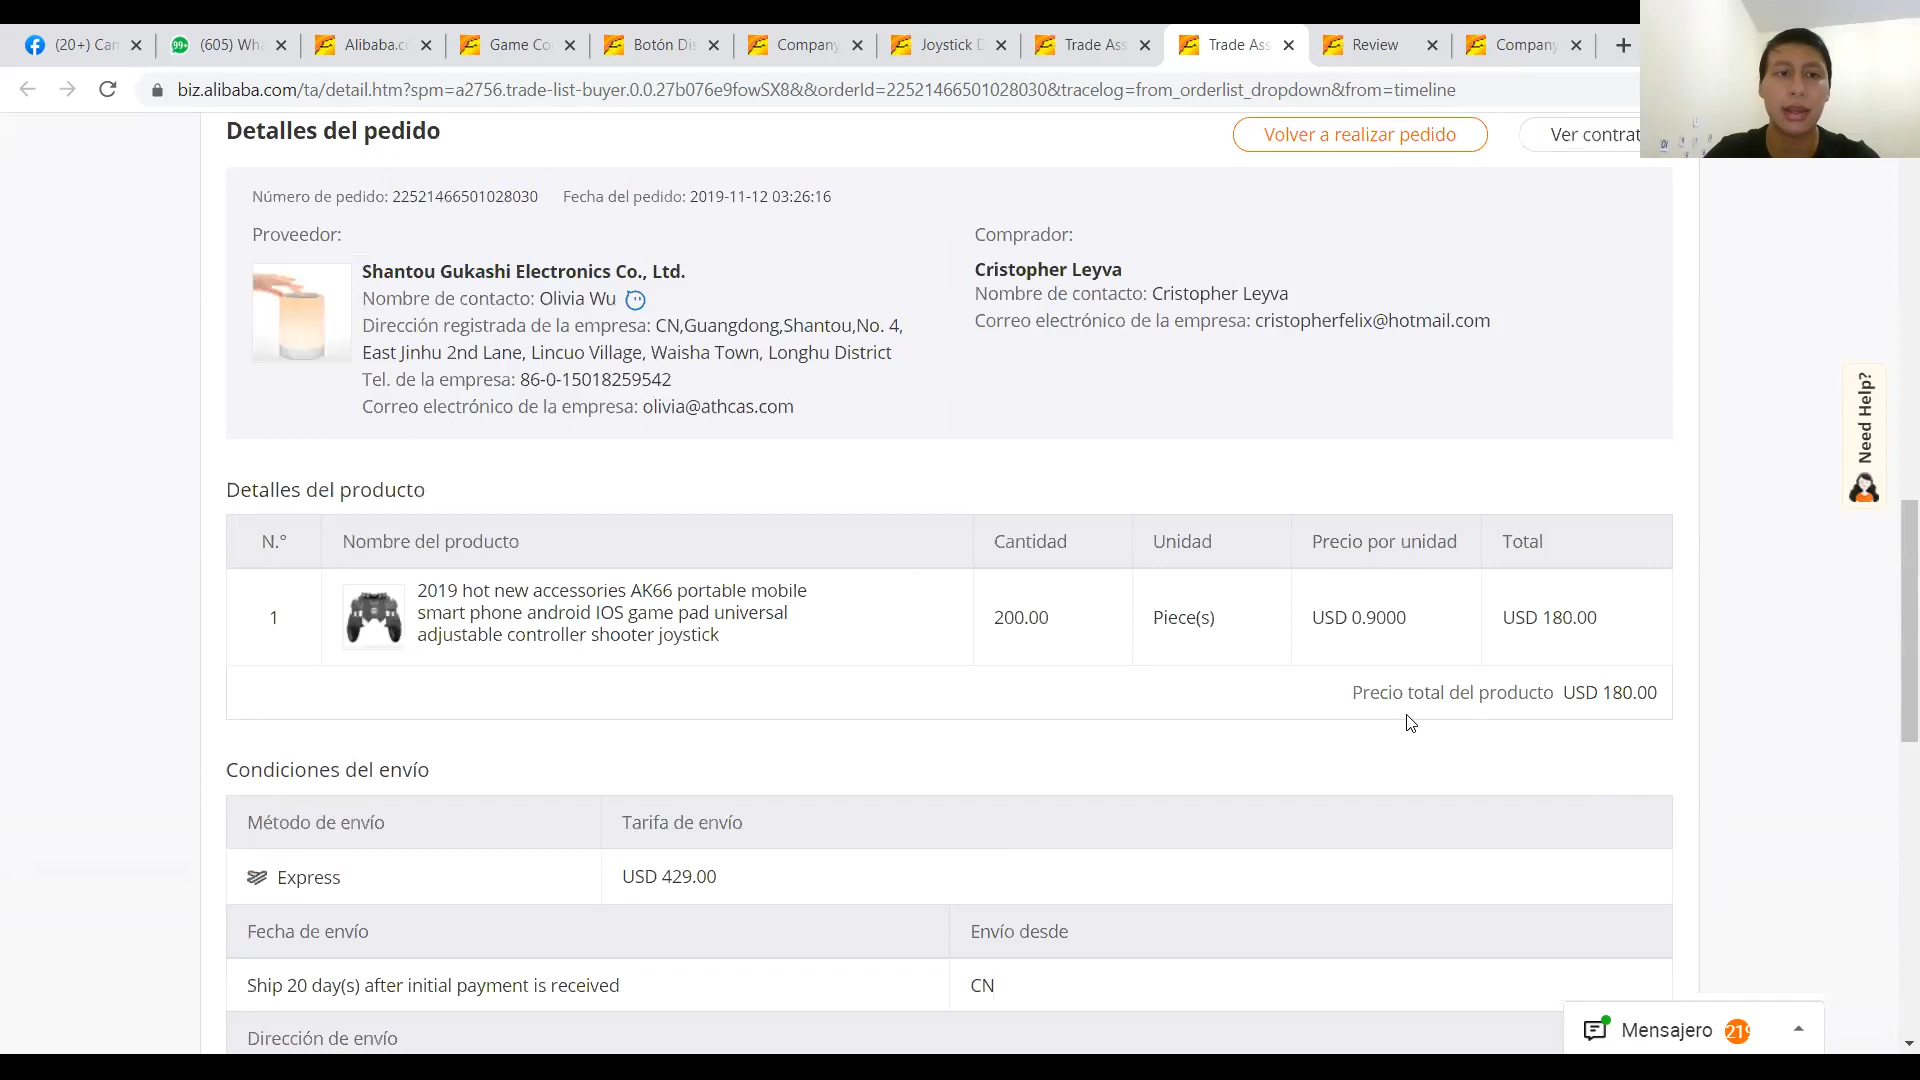 (20+) Can
(605) Wha
Alibaba.c
Game Co
Botón Dis
Company
Joystick D
Trade Ass
Trade Ass
Review
Company
biz.alibaba.com/ta/detail.htm?spm=a2756.trade-list-buyer.0.0.27b076e9fowSX8&&orderId=22521466501028030&tracelog=from_orderlist_dropdown&from=timeline
Detalles del pedido
Volver a realizar pedido
Ver contrat
Número de pedido: 22521466501028030 Fecha del pedido: 2019-11-12 03:26:16
Proveedor:
Shantou Gukashi Electronics Co., Ltd.
Nombre de contacto: Olivia Wu
Dirección registrada de la empresa: CN,Guangdong,Shantou,No. 4,
East Jinhu 2nd Lane, Lincuo Village, Waisha Town, Longhu District
Tel. de la empresa: 86-0-15018259542
Correo electrónico de la empresa: olivia@athcas.com
Comprador:
Cristopher Leyva
Nombre de contacto: Cristopher Leyva
Correo electrónico de la empresa: cristopherfelix@hotmail.com
Need Help?
Detalles del producto
N.° Nombre del producto Cantidad Unidad Precio por unidad Total
2019 hot new accessories AK66 portable mobile
smart phone android IOS game pad universal
adjustable controller shooter joystick
1 200.00 Piece(s) USD 0.9000 USD 180.00
Precio total del producto USD 180.00
Condiciones del envío
Método de envío Tarifa de envío
Express USD 429.00
Fecha de envío Envío desde
Ship 20 day(s) after initial payment is received CN
Dirección de envío
Mensajero 219